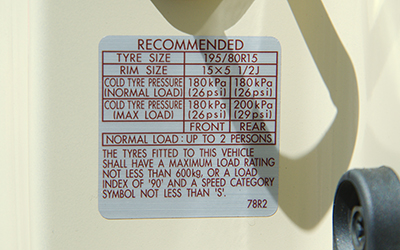 RECOMMENDED
TYRE SIZE 195/80R15
RIM SIZE 15×5 1/2J
COLD TYRE PRESSURE 180kPa 180kPa
(NORMAL LOAD) (26psi) (26psi)
COLD TYRE PRESSURE 180kPa 200kPa
(MAX LOAD) (26psi) (29psi)
FRONT REAR
NORMAL LOAD: UP TO 2 PERSONS
THE TYRES FITTED TO THIS VEHICLE
SHALL HAVE A MAXIMUM LOAD RATING
NOT LESS THAN 600kg, OR A LOAD
INDEX OF '90' AND A SPEED CATEGORY
SYMBOL NOT LESS THAN 'S'.
78R2